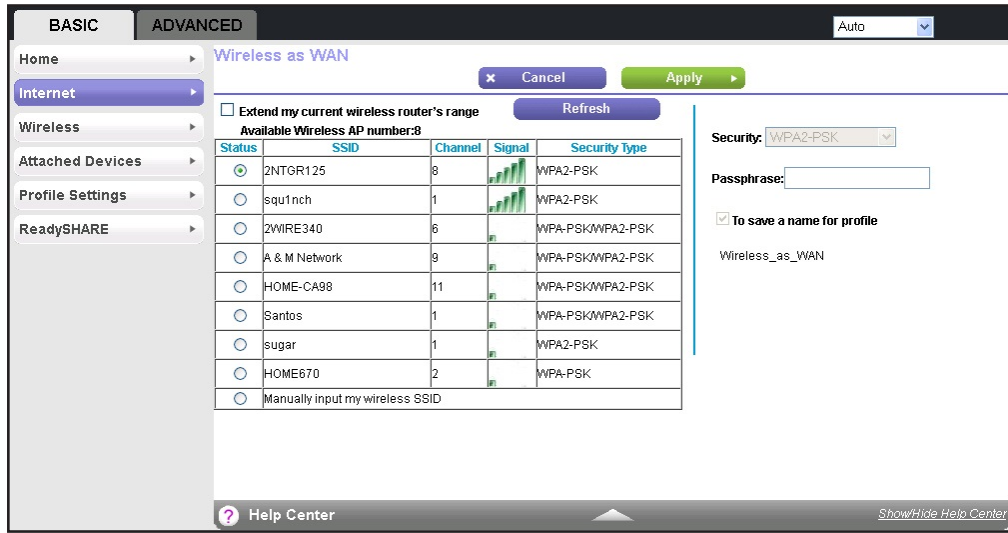 BASIC ADVANCED Auto
Home
Internet
Wireless
Attached Devices
Profile Settings
ReadySHARE
Wireless as WAN
× Cancel Apply
Extend my current wireless router's range Refresh
Available Wireless AP number:8
Status SSID Channel Signal Security Type
2NTGR125 8 WPA2-PSK
squ1nch 1 WPA2-PSK
2WIRE340 6 WPA-PSK/WPA2-PSK
A & M Network 9 WPA-PSK/WPA2-PSK
HOME-CA98 11 WPA-PSK/WPA2-PSK
Santos 1 WPA-PSK/WPA2-PSK
sugar 1 WPA2-PSK
HOME670 2 WPA-PSK
Manually input my wireless SSID
Security: WPA2-PSK
Passphrase:
To save a name for profile
Wireless_as_WAN
? Help Center Show/Hide Help Center